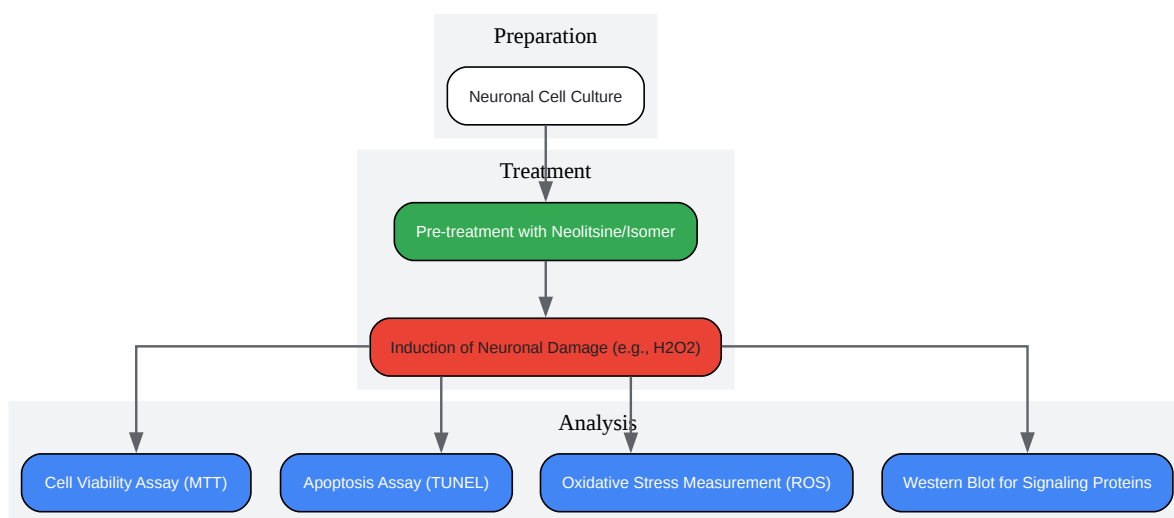 Preparation
Neuronal Cell Culture
Treatment
Pre-treatment with Neolitsine/Isomer
Induction of Neuronal Damage (e.g., H2O2)
Analysis
Cell Viability Assay (MTT)
Apoptosis Assay (TUNEL)
Oxidative Stress Measurement (ROS)
Western Blot for Signaling Proteins